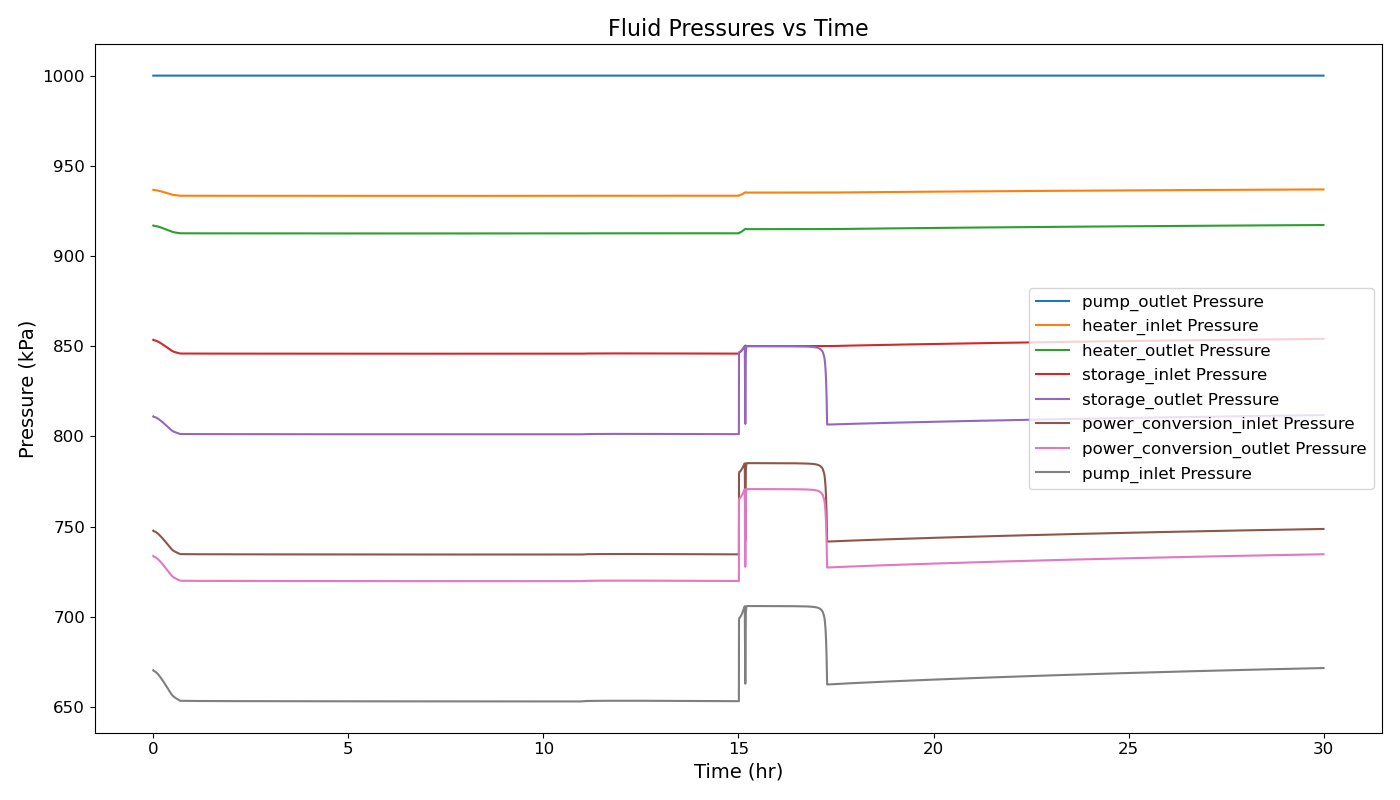 Fluid Pressures vs Time
Pressure (kPa)
1000
950
900
850
800
750
700
650
pump_outlet Pressure
heater_inlet Pressure
heater_outlet Pressure
storage_inlet Pressure
storage_outlet Pressure
power_conversion_inlet Pressure
power_conversion_outlet Pressure
pump_inlet Pressure
0 5 10 15 20 25 30
Time (hr)